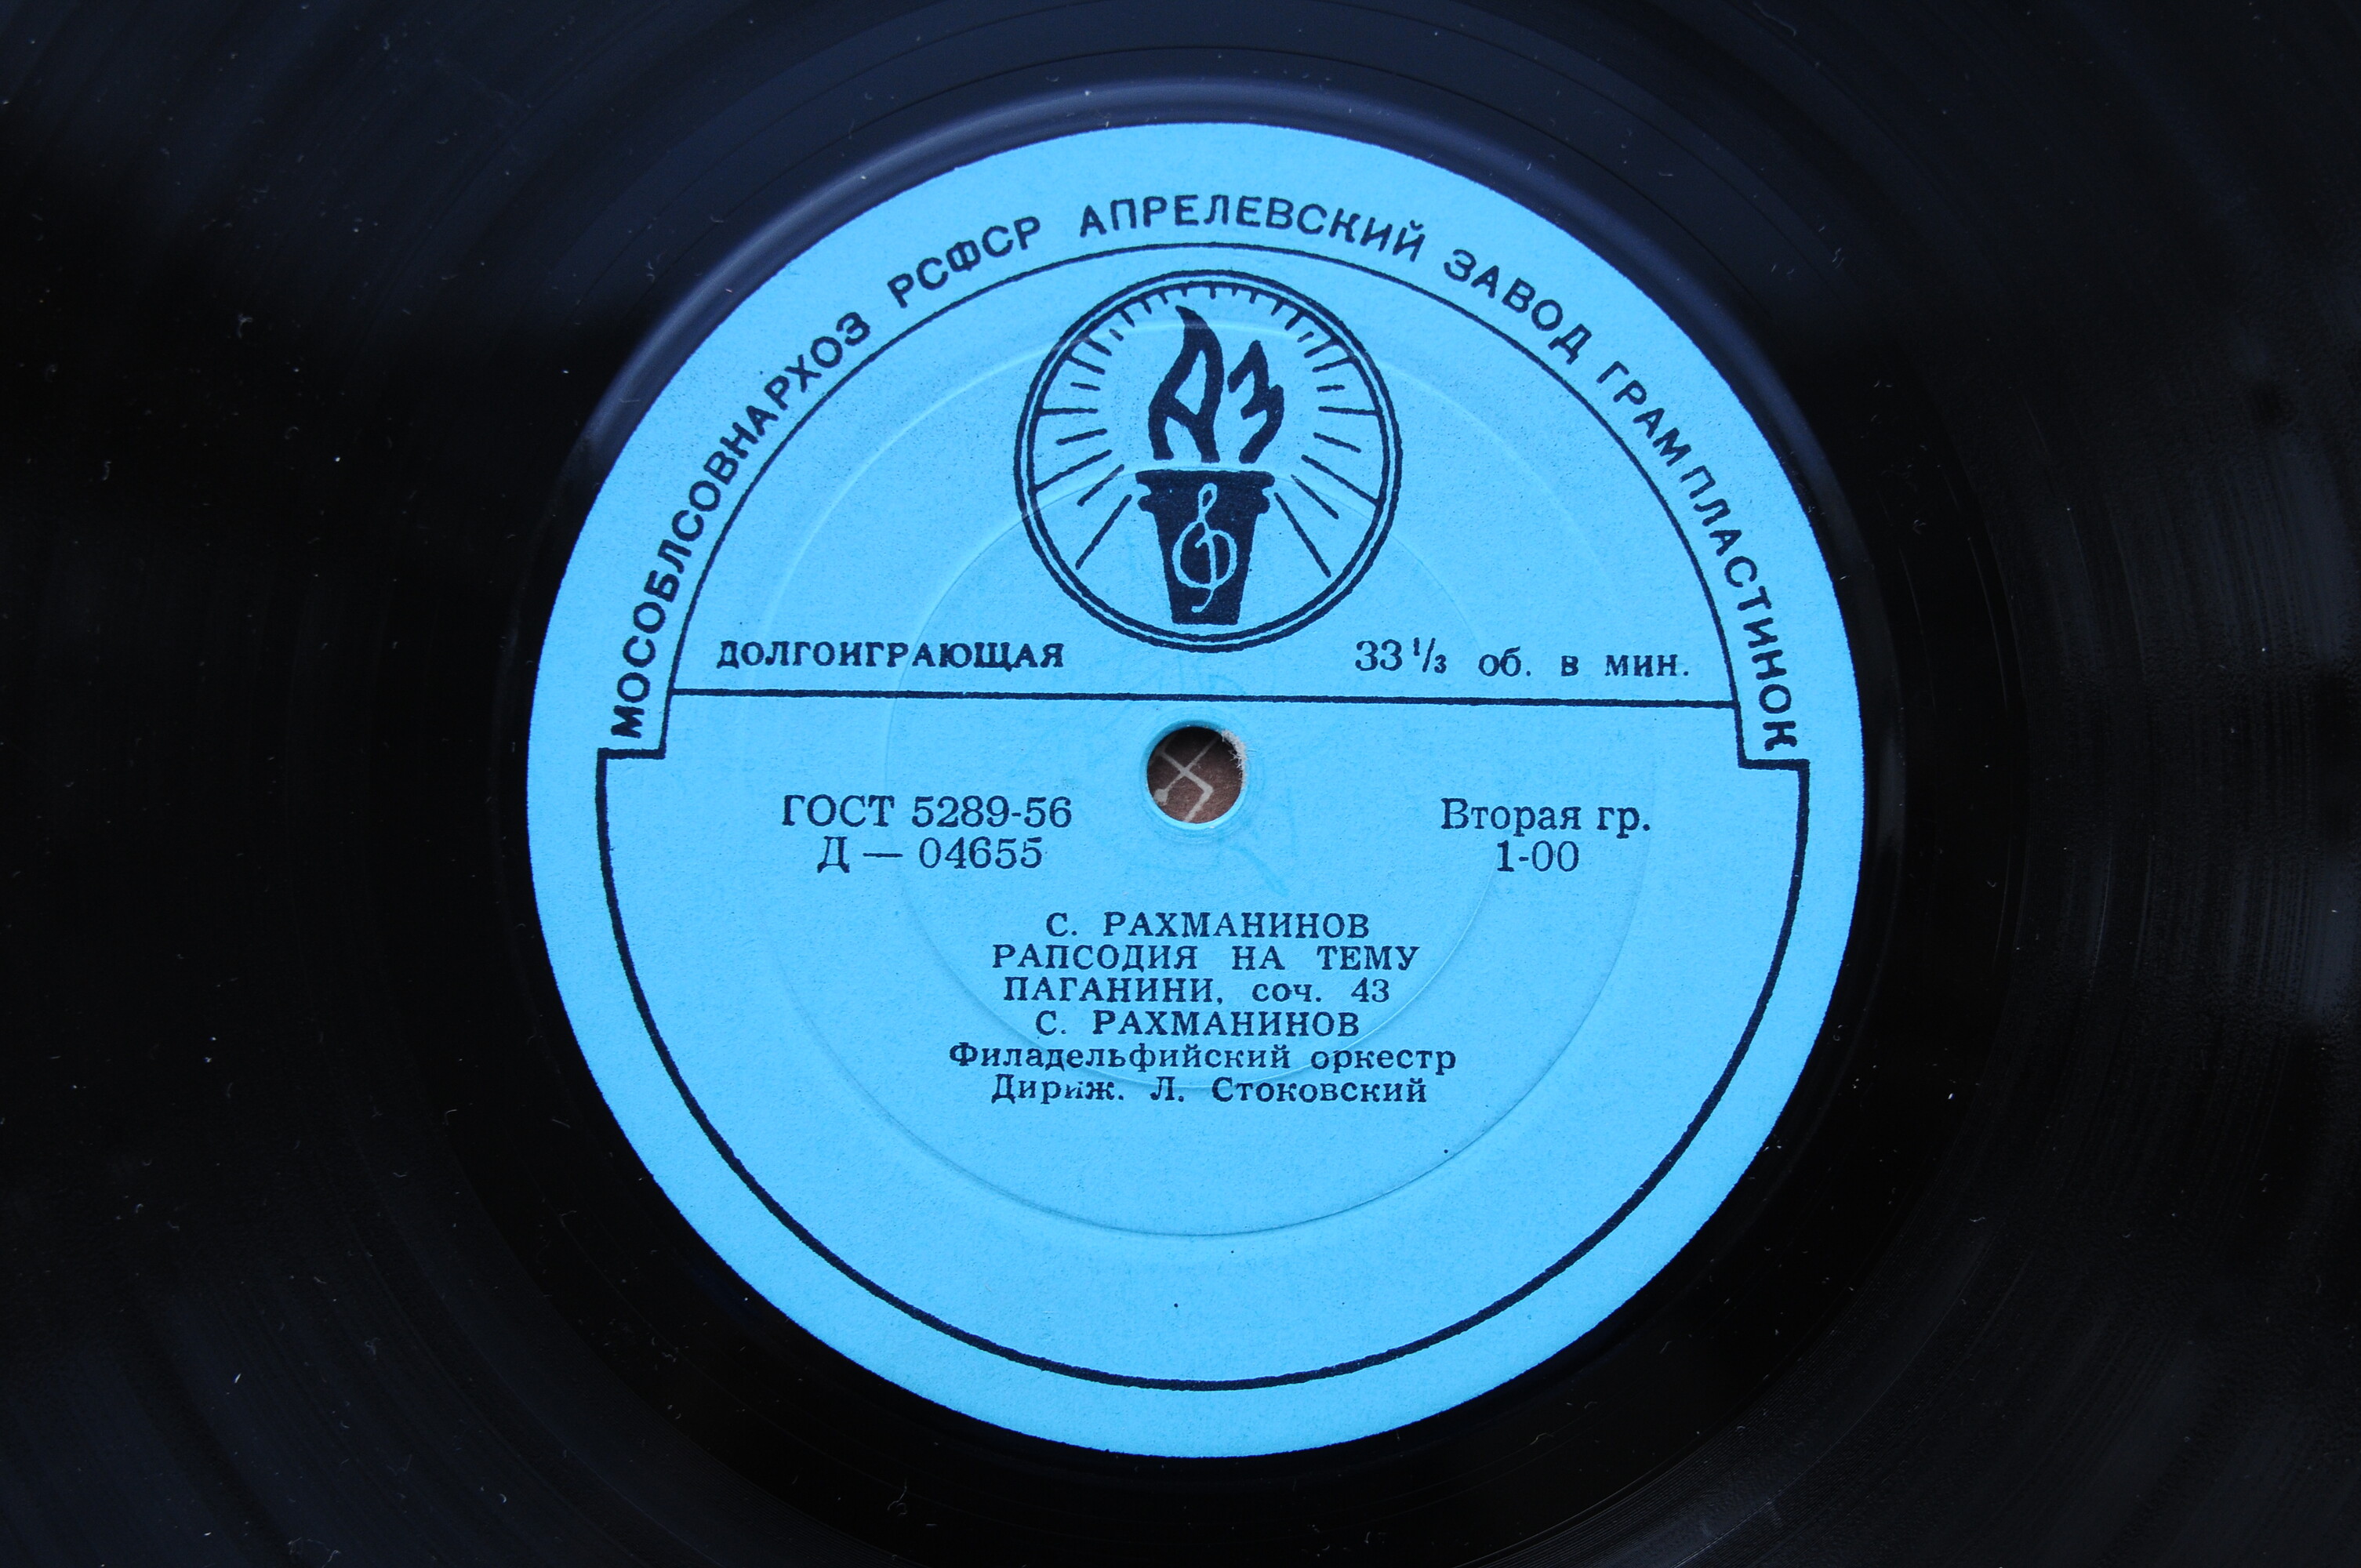 МОСОБЛСОВНАРХОЗ РСФСР АПРЕЛЕВСКИЙ ЗАВОД ГРАМПЛАСТИНОК
АЗ
ДОЛГОИГРАЮЩАЯ 33 1/3 об. в мин.
ГОСТ 5289-56 Вторая гр.
Д — 04655 1-00
С. РАХМАНИНОВ
РАПСОДИЯ НА ТЕМУ
ПАГАНИНИ, соч. 43
С. РАХМАНИНОВ
Филадельфийский оркестр
Дириж. Л. Стоковский